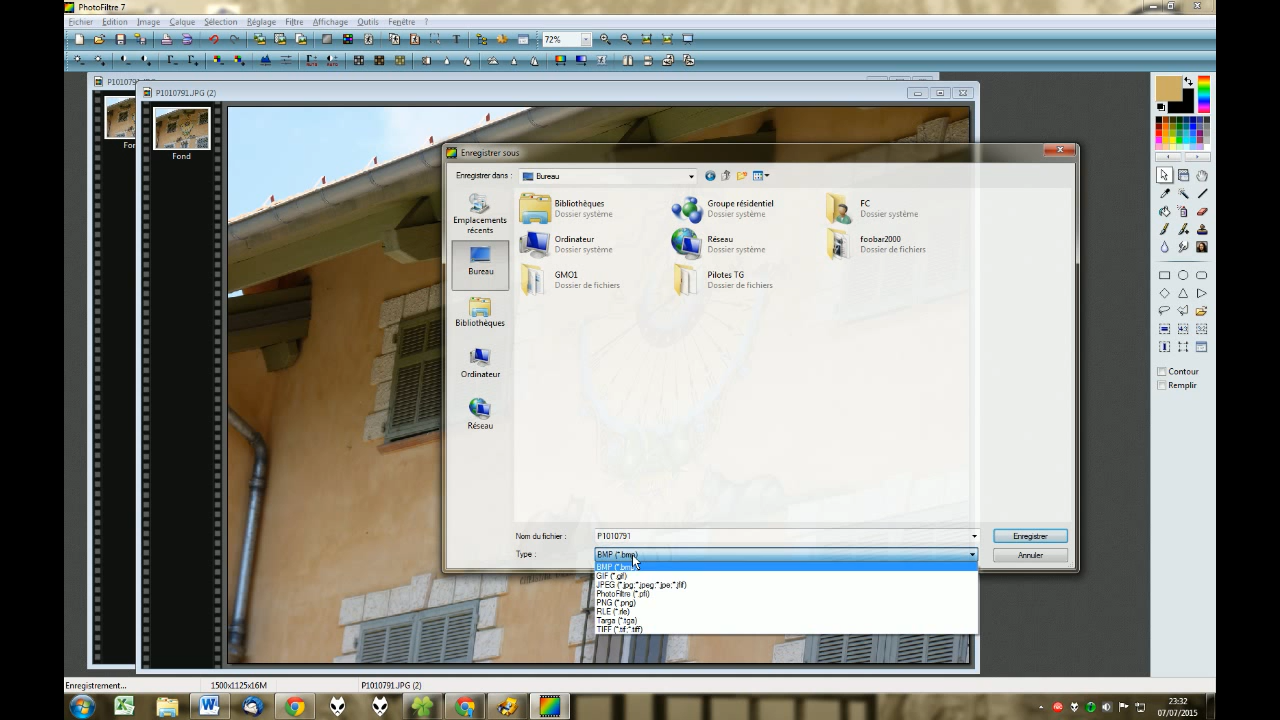 PhotoFiltre 7
Fichier Edition Image Calque Sélection Réglage Filtre Affichage Outils Fenêtre ?
72%
P1010791.JPG
P1010791.JPG (2)
Fond
Enregistrer sous
Enregistrer dans :
Bureau
Emplacements récents
Bureau
Bibliothèques
Ordinateur
Réseau
Bibliothèques
Dossier système
Groupe résidentiel
Dossier système
FC
Dossier système
Ordinateur
Dossier système
Réseau
Dossier système
foobar2000
Dossier de fichiers
GMO1
Dossier de fichiers
Pilotes TG
Dossier de fichiers
Nom du fichier :
P1010791
Enregistrer
Type :
BMP (*.bmp)
Annuler
BMP (*.bmp)
GIF (*.gif)
JPEG (*.jpg;*.jpeg;*.jpe;*.jfif)
PhotoFiltre (*.pfi)
PNG (*.png)
RLE (*.rle)
Targa (*.tga)
TIFF (*.tif;*.tiff)
Contour
Remplir
Enregistrement...
1500x1125x16M
P1010791.JPG (2)
23:32
07/07/2015